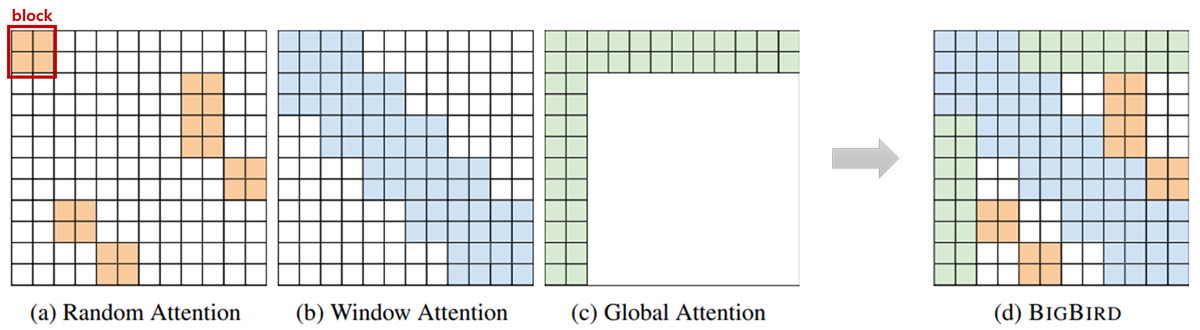 block
(a) Random Attention
(b) Window Attention
(c) Global Attention
(d) BIGBIRD